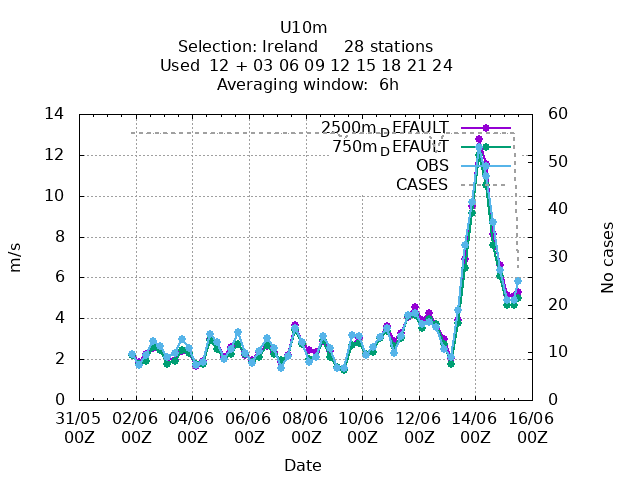 U10m
Selection: Ireland 28 stations
Used 12 + 03 06 09 12 15 18 21 24
Averaging window: 6h
14 60
2500m_DEFAULT
750m_DEFAULT
12 50
OBS
CASES
10
40
8
m/s
30
No cases
6
20
4
2 10
0 0
31/05 02/06 04/06 06/06 08/06 10/06 12/06 14/06 16/06
00Z 00Z 00Z 00Z 00Z 00Z 00Z 00Z 00Z
Date